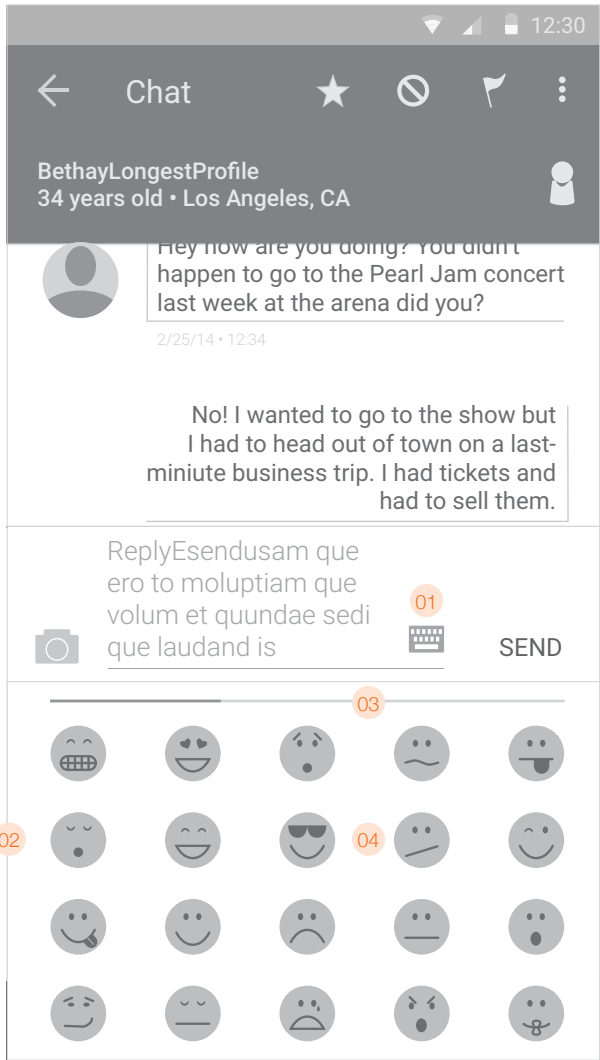 12:30
Chat
BethayLongestProfile
34 years old • Los Angeles, CA
Hey how are you doing? You didn't
happen to go to the Pearl Jam concert
last week at the arena did you?
2/25/14 • 12:34
No! I wanted to go to the show but
I had to head out of town on a last-
miniute business trip. I had tickets and
had to sell them.
ReplyEsendusam que
ero to moluptiam que
volum et quundae sedi
que laudand is
01
SEND
03
02
04